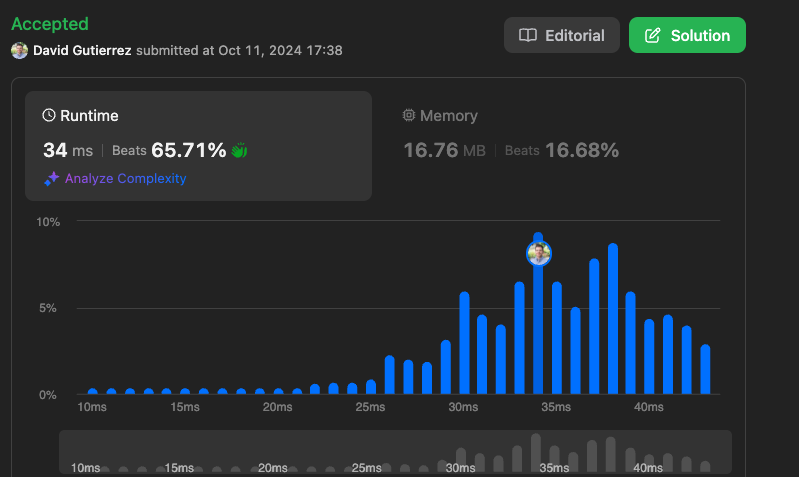 Accepted
David Gutierrez submitted at Oct 11, 2024 17:38
Editorial
Solution
Runtime
34 ms | Beats 65.71%
Analyze Complexity
Memory
16.76 MB | Beats 16.68%
10%
5%
0%
10ms 15ms 20ms 25ms 30ms 35ms 40ms
10ms 15ms 20ms 25ms 30ms 35ms 40ms